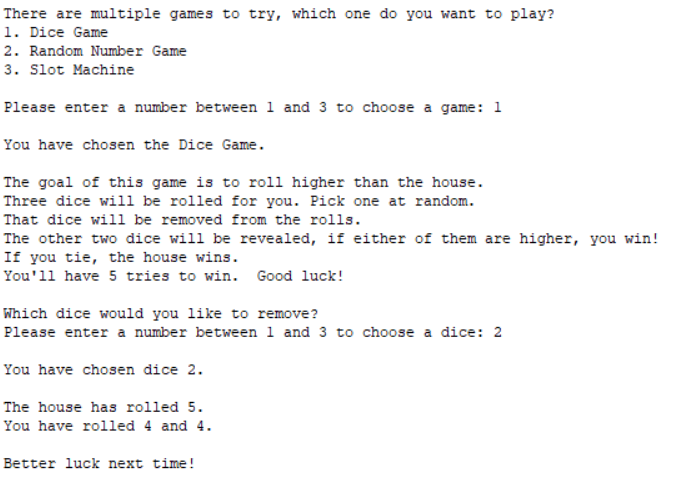 There are multiple games to try, which one do you want to play?
1. Dice Game
2. Random Number Game
3. Slot Machine
Please enter a number between 1 and 3 to choose a game: 1
You have chosen the Dice Game.
The goal of this game is to roll higher than the house.
Three dice will be rolled for you. Pick one at random.
That dice will be removed from the rolls.
The other two dice will be revealed, if either of them are higher, you win!
If you tie, the house wins.
You'll have 5 tries to win.  Good luck!
Which dice would you like to remove?
Please enter a number between 1 and 3 to choose a dice: 2
You have chosen dice 2.
The house has rolled 5.
You have rolled 4 and 4.
Better luck next time!